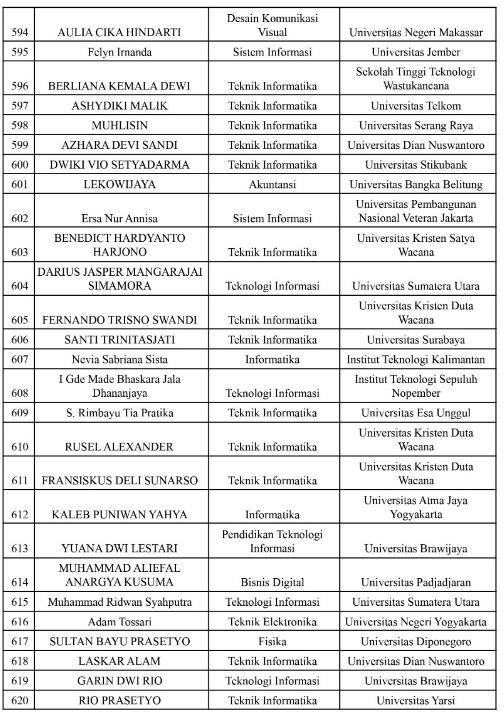 594 AULIA CIKA HINDARTI Desain Komunikasi Visual Universitas Negeri Makassar
595 Felyn Irnanda Sistem Informasi Universitas Jember
596 BERLIANA KEMALA DEWI Teknik Informatika Sekolah Tinggi Teknologi Wastukancana
597 ASHYDIKI MALIK Teknik Informatika Universitas Telkom
598 MUHLISIN Teknik Informatika Universitas Serang Raya
599 AZHARA DEVI SANDI Teknik Informatika Universitas Dian Nuswantoro
600 DWIKI VIO SETYADARMA Teknik Informatika Universitas Stikubank
601 LEKOWIJAYA Akuntansi Universitas Bangka Belitung
602 Ersa Nur Annisa Sistem Informasi Universitas Pembangunan Nasional Veteran Jakarta
603 BENEDICT HARDYANTO HARJONO Teknik Informatika Universitas Kristen Satya Wacana
604 DARIUS JASPER MANGARAJAI SIMAMORA Teknologi Informasi Universitas Sumatera Utara
605 FERNANDO TRISNO SWANDI Teknik Informatika Universitas Kristen Duta Wacana
606 SANTI TRINITASJATI Teknik Informatika Universitas Surabaya
607 Nevia Sabriana Sista Informatika Institut Teknologi Kalimantan
608 I Gde Made Bhaskara Jala Dhananjaya Teknologi Informasi Institut Teknologi Sepuluh Nopember
609 S. Rimbayu Tia Pratika Teknik Informatika Universitas Esa Unggul
610 RUSEL ALEXANDER Teknik Informatika Universitas Kristen Duta Wacana
611 FRANSISKUS DELI SUNARSO Teknik Informatika Universitas Kristen Duta Wacana
612 KALEB PUNIWAN YAHYA Informatika Universitas Atma Jaya Yogyakarta
613 YUANA DWI LESTARI Pendidikan Teknologi Informasi Universitas Brawijaya
614 MUHAMMAD ALIEFAL ANARGYA KUSUMA Bisnis Digital Universitas Padjadjaran
615 Muhammad Ridwan Syahputra Teknologi Informasi Universitas Sumatera Utara
616 Adam Tossari Teknik Elektronika Universitas Negeri Yogyakarta
617 SULTAN BAYU PRASETYO Fisika Universitas Diponegoro
618 LASKAR ALAM Teknik Informatika Universitas Dian Nuswantoro
619 GARIN DWI RIO Teknologi Informasi Universitas Brawijaya
620 RIO PRASETYO Teknik Informatika Universitas Yarsi